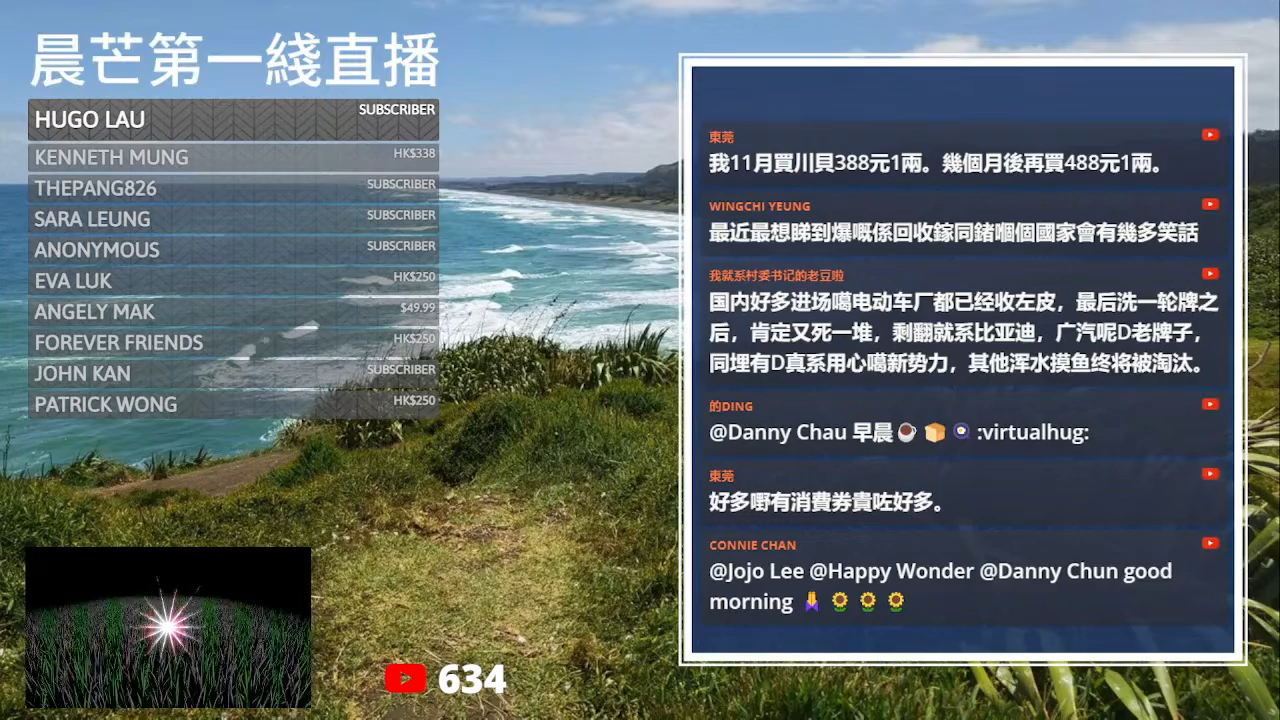 晨芒第一綫直播
HUGO LAU SUBSCRIBER
KENNETH MUNG HK$338
THEPANG826 SUBSCRIBER
SARA LEUNG SUBSCRIBER
ANONYMOUS SUBSCRIBER
EVA LUK HK$250
ANGELY MAK $49.99
FOREVER FRIENDS HK$250
JOHN KAN SUBSCRIBER
PATRICK WONG HK$250
634
東莞
我11月買川貝388元1兩。幾個月後再買488元1兩。
WINGCHI YEUNG
最近最想睇到爆嘅係回收鎵同鍺嗰個國家會有幾多笑話
我就系村委书记的老豆啦
国内好多进场噶电动车厂都已经收左皮，最后洗一轮牌之
后，肯定又死一堆，剩翻就系比亚迪，广汽呢D老牌子，
同埋有D真系用心噶新势力，其他浑水摸鱼终将被淘汰。
的DING
@Danny Chau 早晨☕🍞🍳 :virtualhug:
東莞
好多嘢有消費券貴咗好多。
CONNIE CHAN
@Jojo Lee @Happy Wonder @Danny Chun good
morning 🌻 🌻 🌻